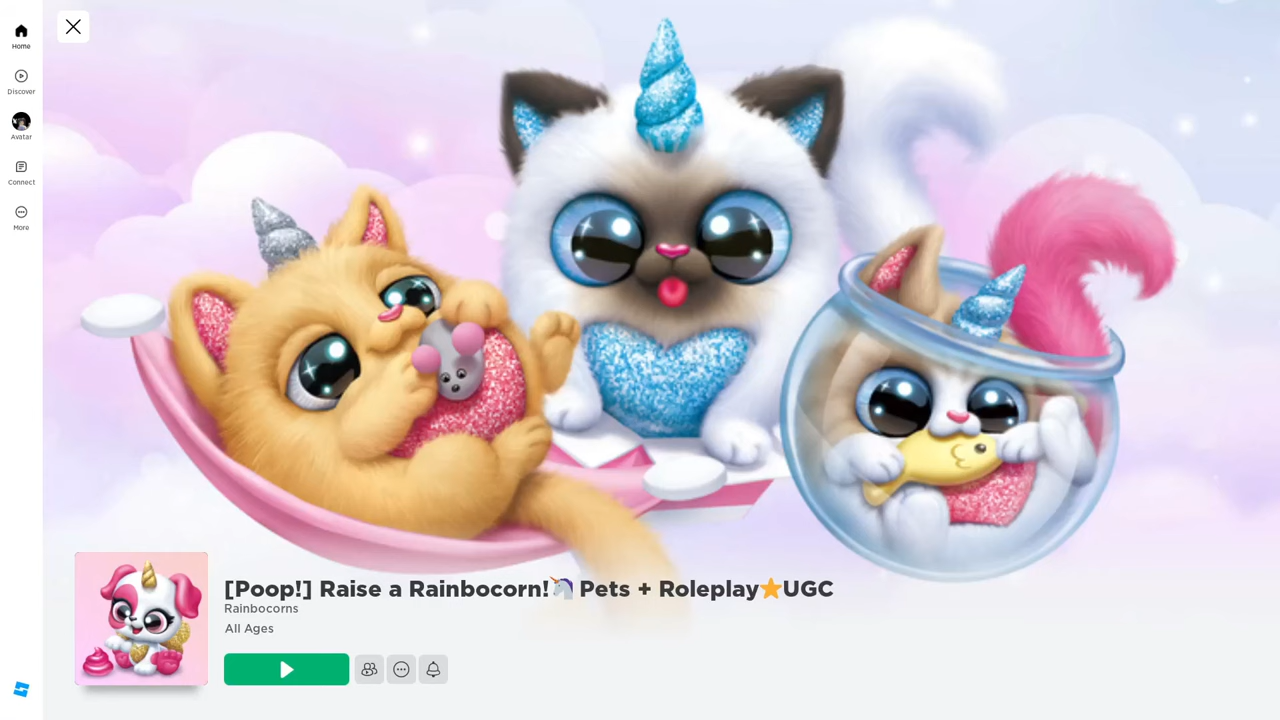 Home
Discover
Avatar
Connect
More
[Poop!] Raise a Rainbocorn!🦄 Pets + Roleplay⭐UGC
Rainbocorns
All Ages